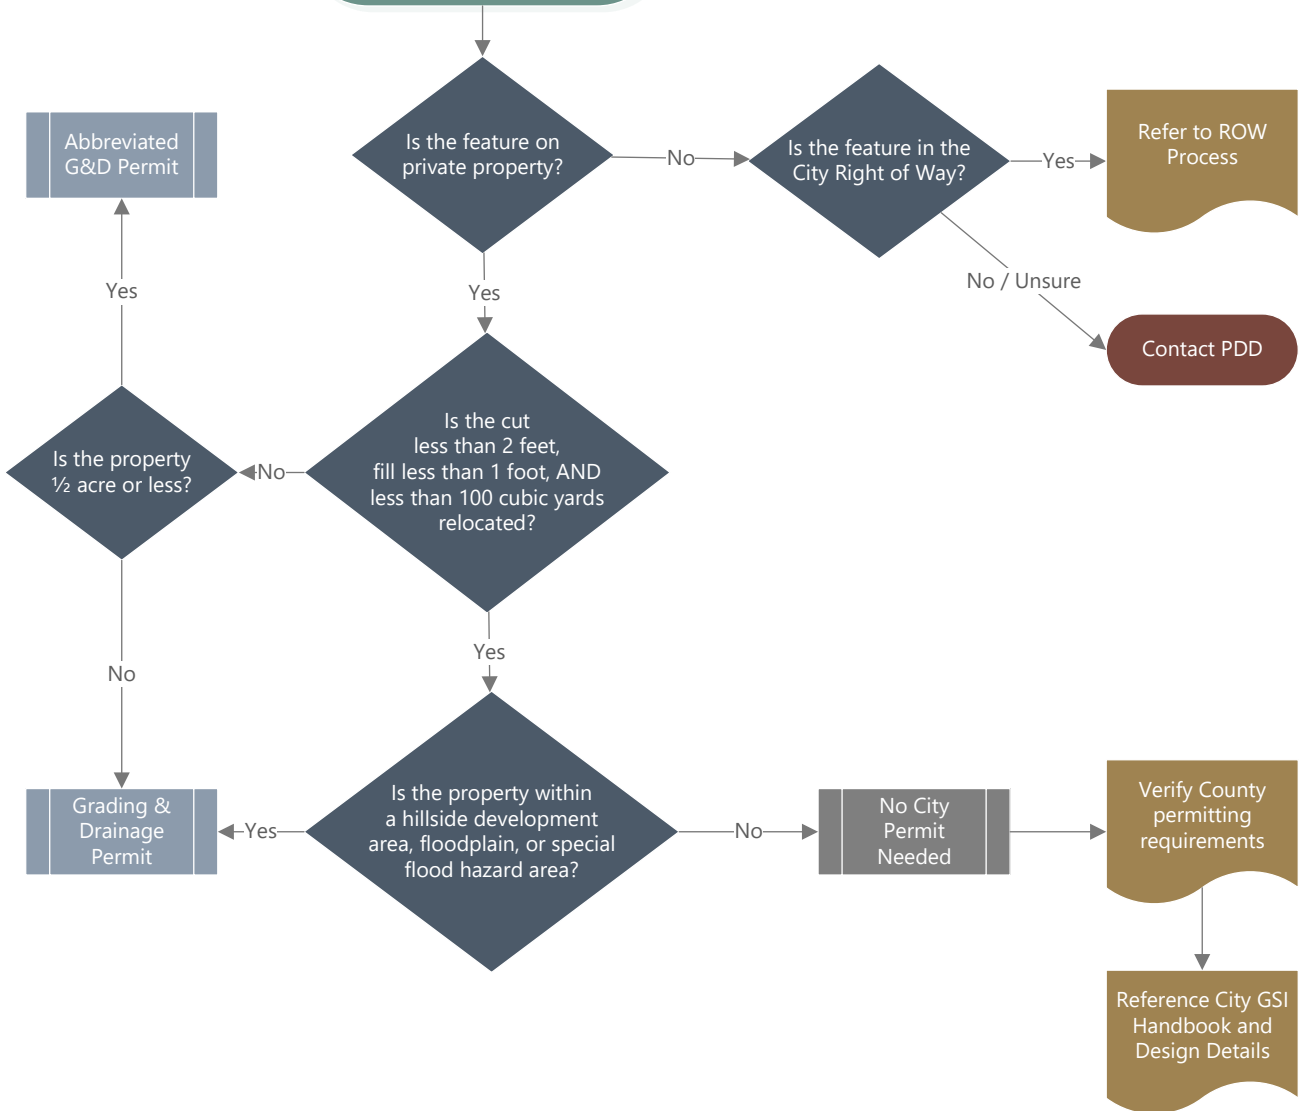 Is the feature on
private property?
No
Is the feature in the
City Right of Way?
Yes
Refer to ROW
Process
No / Unsure
Contact PDD
Yes
Is the cut
less than 2 feet,
fill less than 1 foot, AND
less than 100 cubic yards
relocated?
No
Is the property
½ acre or less?
Yes
Abbreviated
G&D Permit
No
Grading &
Drainage
Permit
Yes
Is the property within
a hillside development
area, floodplain, or special
flood hazard area?
Yes
No
No City
Permit
Needed
Verify County
permitting
requirements
Reference City GSI
Handbook and
Design Details